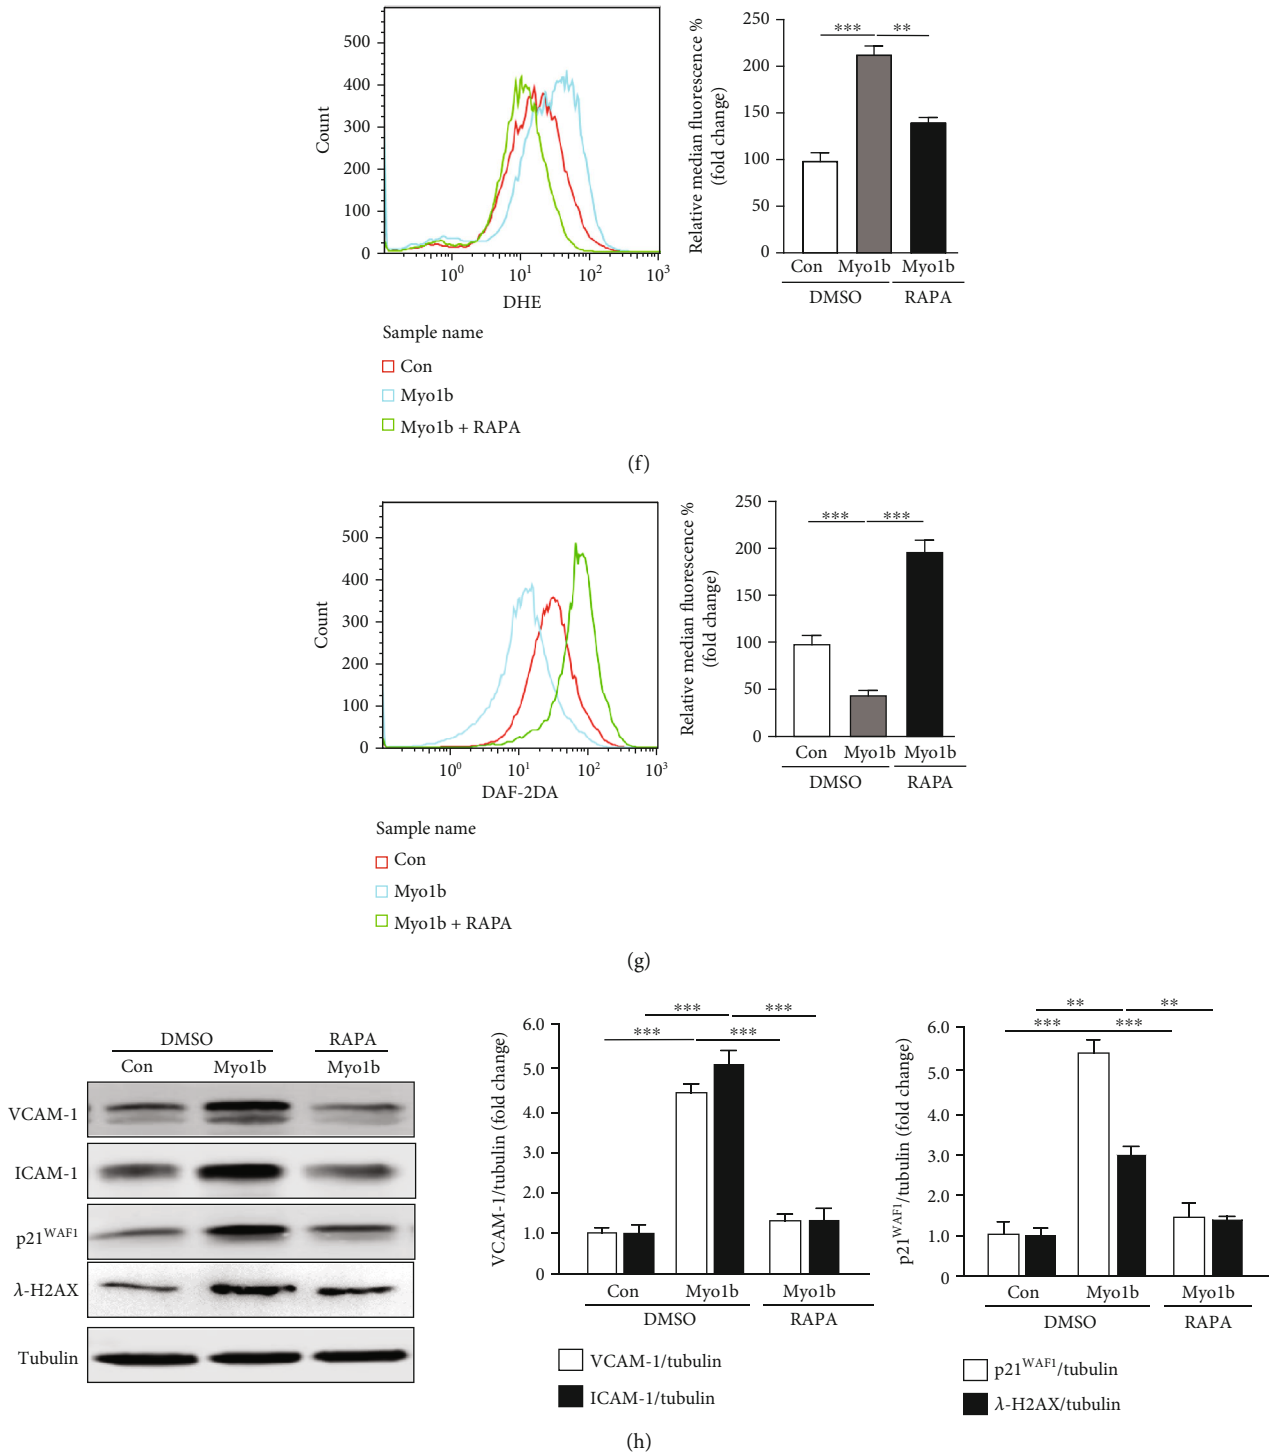 500
400
300
200
100
0
Count
10⁰ 10¹ 10² 10³
DHE
Sample name
Con
Myo1b
Myo1b + RAPA
Relative median fluorescence %
(fold change)
250
200
150
100
50
0
*** **
Con Myo1b Myo1b
DMSO RAPA
(f)
500
400
300
200
100
0
Count
10⁰ 10¹ 10² 10³
DAF-2DA
Sample name
Con
Myo1b
Myo1b + RAPA
Relative median fluorescence %
(fold change)
250
200
150
100
50
0
*** ***
Con Myo1b Myo1b
DMSO RAPA
(g)
DMSO RAPA
Con Myo1b Myo1b
VCAM-1
ICAM-1
p21ᵂᴬᶠ¹
λ-H2AX
Tubulin
VCAM-1/tubulin (fold change)
6.0
5.0
4.0
3.0
2.0
1.0
0
*** ***
*** ***
Con Myo1b Myo1b
DMSO RAPA
VCAM-1/tubulin
ICAM-1/tubulin
p21ᵂᴬᶠ¹/tubulin (fold change)
6.0
5.0
4.0
3.0
2.0
1.0
0
** **
*** ***
Con Myo1b Myo1b
DMSO RAPA
p21ᵂᴬᶠ¹/tubulin
λ-H2AX/tubulin
(h)